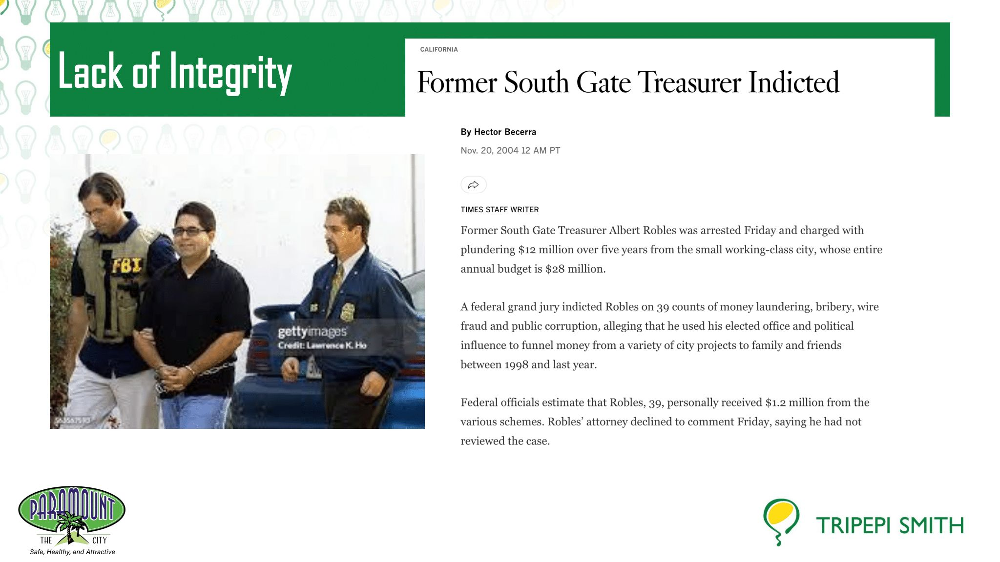 Lack of Integrity
CALIFORNIA
Former South Gate Treasurer Indicted
By Hector Becerra
Nov. 20, 2004 12 AM PT
TIMES STAFF WRITER
Former South Gate Treasurer Albert Robles was arrested Friday and charged with
plundering $12 million over five years from the small working-class city, whose entire
annual budget is $28 million.
A federal grand jury indicted Robles on 39 counts of money laundering, bribery, wire
fraud and public corruption, alleging that he used his elected office and political
influence to funnel money from a variety of city projects to family and friends
between 1998 and last year.
Federal officials estimate that Robles, 39, personally received $1.2 million from the
various schemes. Robles’ attorney declined to comment Friday, saying he had not
reviewed the case.
FBI
gettyimages
Credit: Lawrence K. Ho
PARAMOUNT
THE CITY
Safe, Healthy, and Attractive
TRIPEPI SMITH